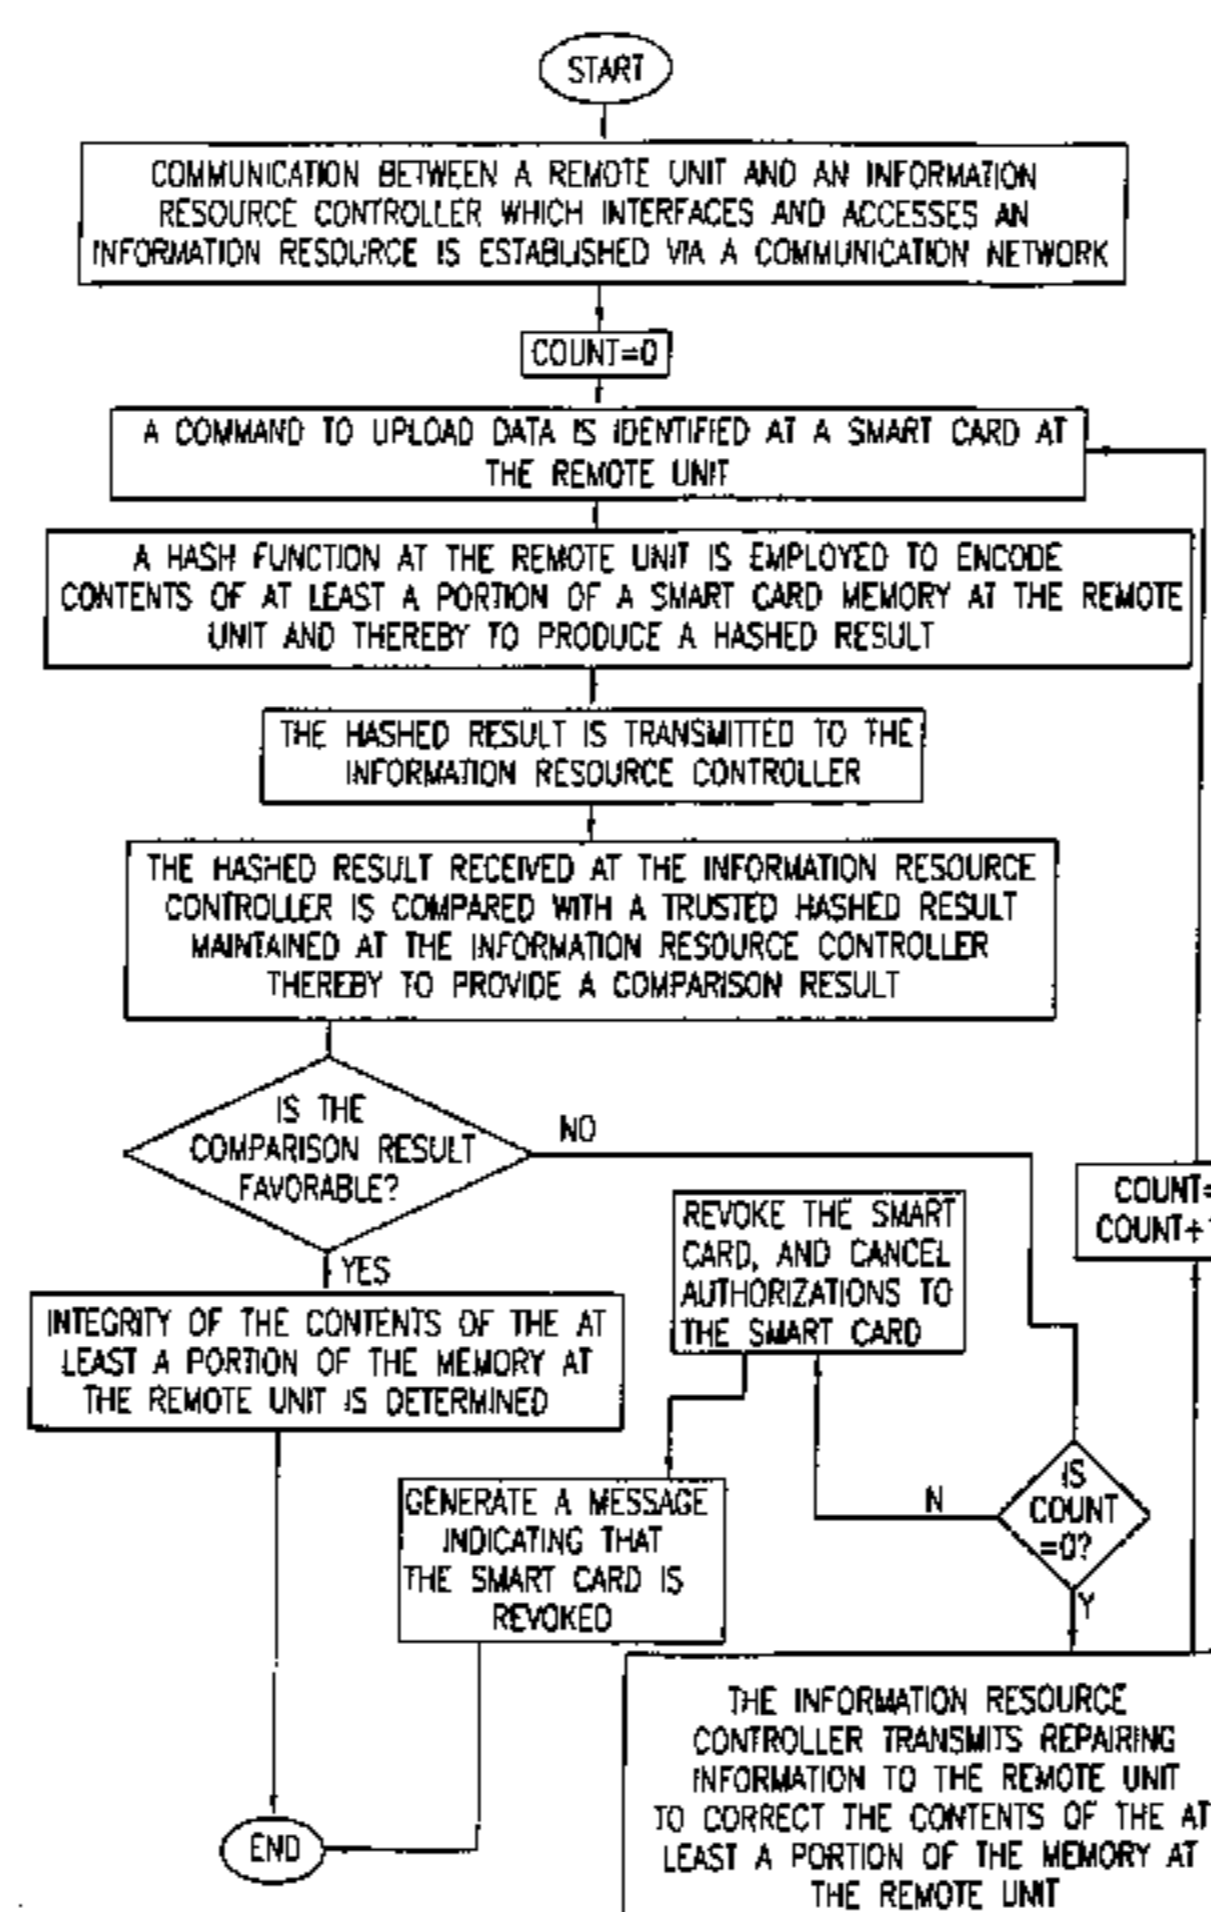 START
COMMUNICATION BETWEEN A REMOTE UNIT AND AN INFORMATION
RESOURCE CONTROLLER WHICH INTERFACES AND ACCESSES AN
INFORMATION RESOURCE IS ESTABLISHED VIA A COMMUNICATION NETWORK
COUNT=0
A COMMAND TO UPLOAD DATA IS IDENTIFIED AT A SMART CARD AT
THE REMOTE UNIT
A HASH FUNCTION AT THE REMOTE UNIT IS EMPLOYED TO ENCODE
CONTENTS OF AT LEAST A PORTION OF A SMART CARD MEMORY AT THE REMOTE
UNIT AND THEREBY TO PRODUCE A HASHED RESULT
THE HASHED RESULT IS TRANSMITTED TO THE
INFORMATION RESOURCE CONTROLLER
THE HASHED RESULT RECEIVED AT THE INFORMATION RESOURCE
CONTROLLER IS COMPARED WITH A TRUSTED HASHED RESULT
MAINTAINED AT THE INFORMATION RESOURCE CONTROLLER
THEREBY TO PROVIDE A COMPARISON RESULT
IS THE
COMPARISON RESULT
FAVORABLE?
NO
YES
INTEGRITY OF THE CONTENTS OF THE AT
LEAST A PORTION OF THE MEMORY AT
THE REMOTE UNIT IS DETERMINED
REVOKE THE SMART
CARD, AND CANCEL
AUTHORIZATIONS TO
THE SMART CARD
COUNT=
COUNT+1
IS
COUNT
=0?
N
Y
GENERATE A MESSAGE
INDICATING THAT
THE SMART CARD IS
REVOKED
THE INFORMATION RESOURCE
CONTROLLER TRANSMITS REPAIRING
INFORMATION TO THE REMOTE UNIT
TO CORRECT THE CONTENTS OF THE AT
LEAST A PORTION OF THE MEMORY AT
THE REMOTE UNIT
END